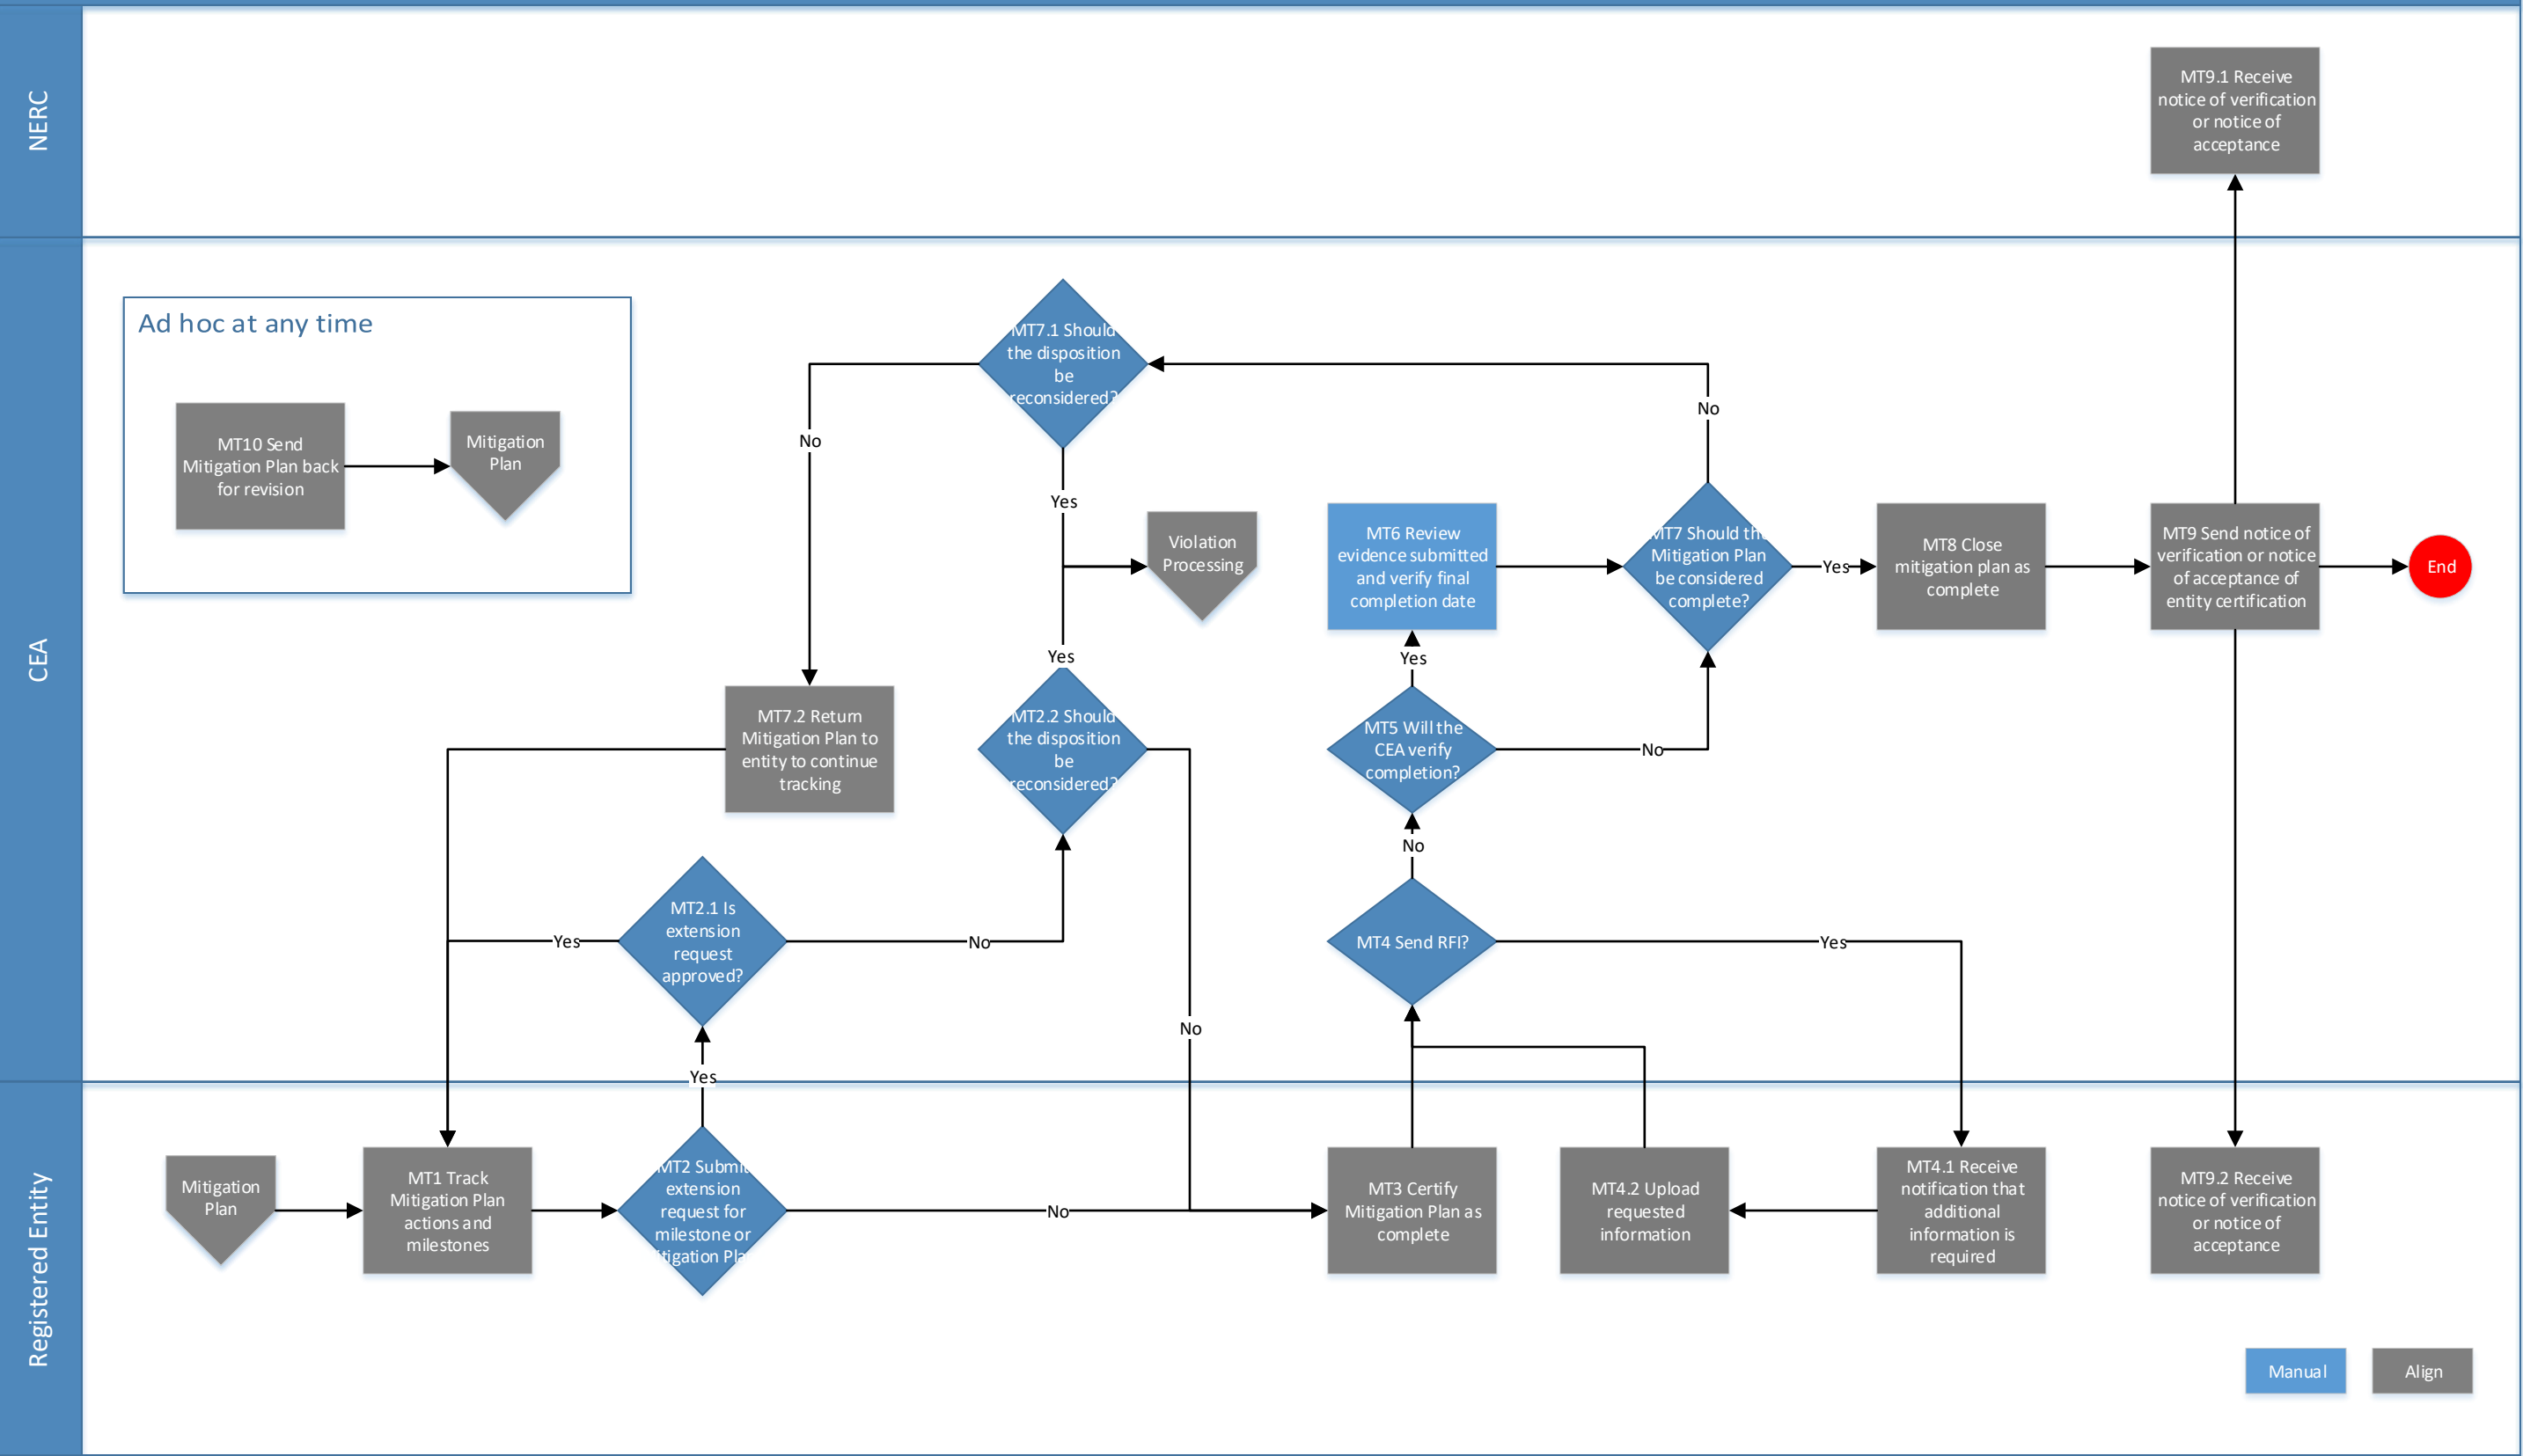 NERC
MT9.1 Receive
notice of verification
or notice of
acceptance
CEA
Ad hoc at any time
MT10 Send
Mitigation Plan back
for revision
Mitigation
Plan
MT7.1 Should
the disposition
be
reconsidered?
No
No
Yes
Violation
Processing
MT6 Review
evidence submitted
and verify final
completion date
MT7 Should the
Mitigation Plan
be considered
complete?
Yes
MT8 Close
mitigation plan as
complete
MT9 Send notice of
verification or notice
of acceptance of
entity certification
End
Yes
Yes
MT7.2 Return
Mitigation Plan to
entity to continue
tracking
MT2.2 Should
the disposition
be
reconsidered?
MT5 Will the
CEA verify
completion?
No
No
MT2.1 Is
extension
request
approved?
Yes
No
MT4 Send RFI?
Yes
No
Yes
Registered Entity
Mitigation
Plan
MT1 Track
Mitigation Plan
actions and
milestones
MT2 Submit
extension
request for
milestone or
itigation Pla
No
MT3 Certify
Mitigation Plan as
complete
MT4.2 Upload
requested
information
MT4.1 Receive
notification that
additional
information is
required
MT9.2 Receive
notice of verification
or notice of
acceptance
Manual
Align